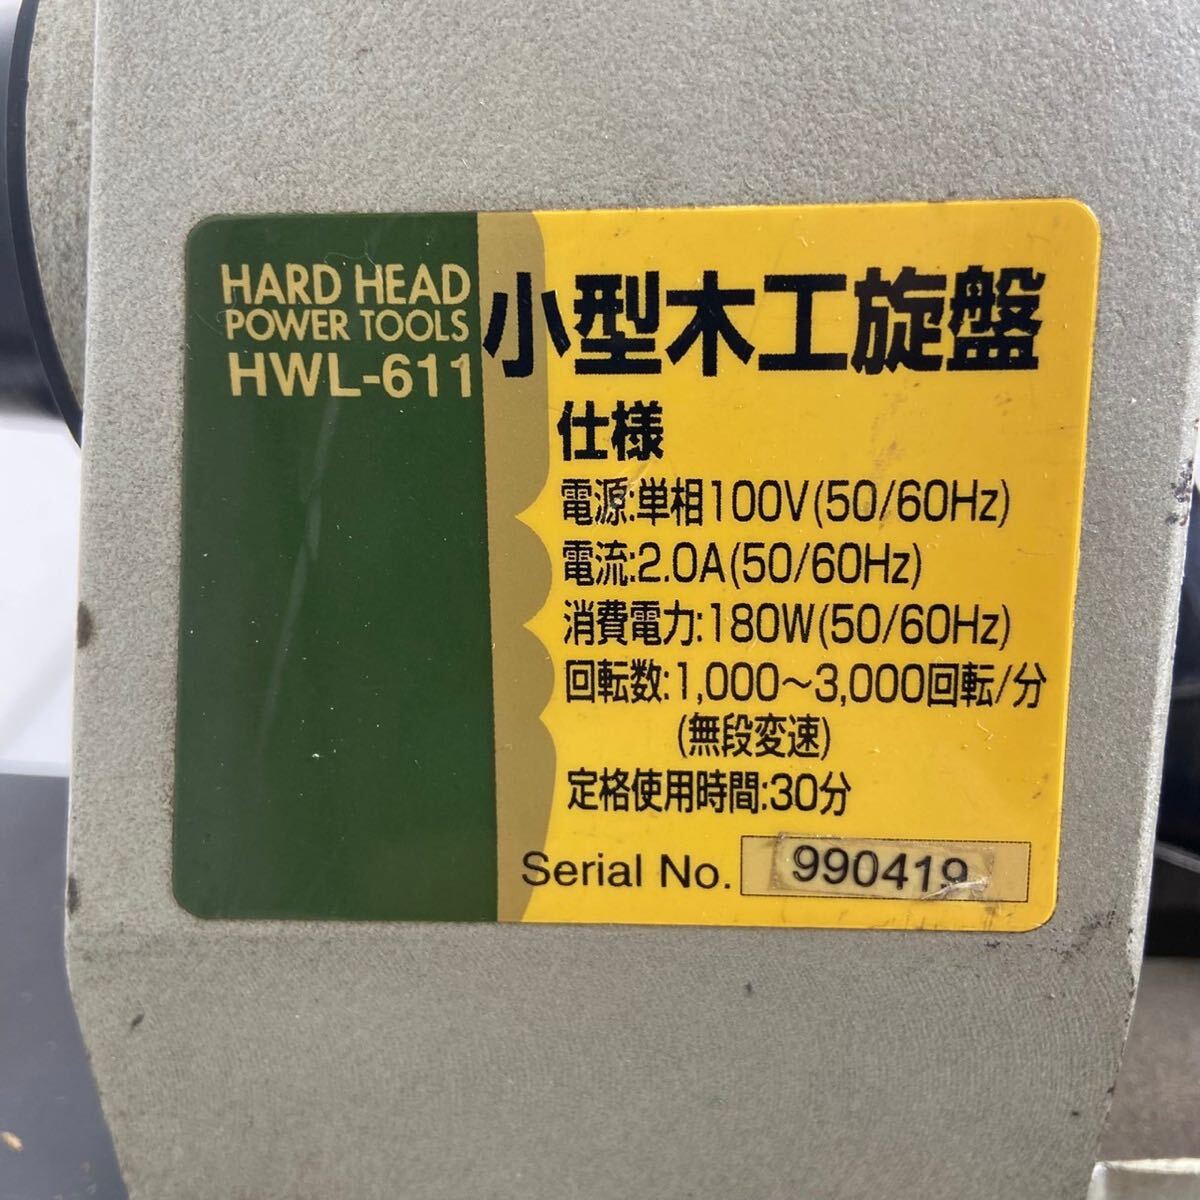 HARD HEAD
POWER TOOLS
HWL-611
小型木工旋盤
仕様
電源:単相100V(50/60Hz)
電流:2.0A(50/60Hz)
消費電力:180W(50/60Hz)
回転数:1,000〜3,000回転/分
(無段変速)
定格使用時間:30分
Serial No. 990419